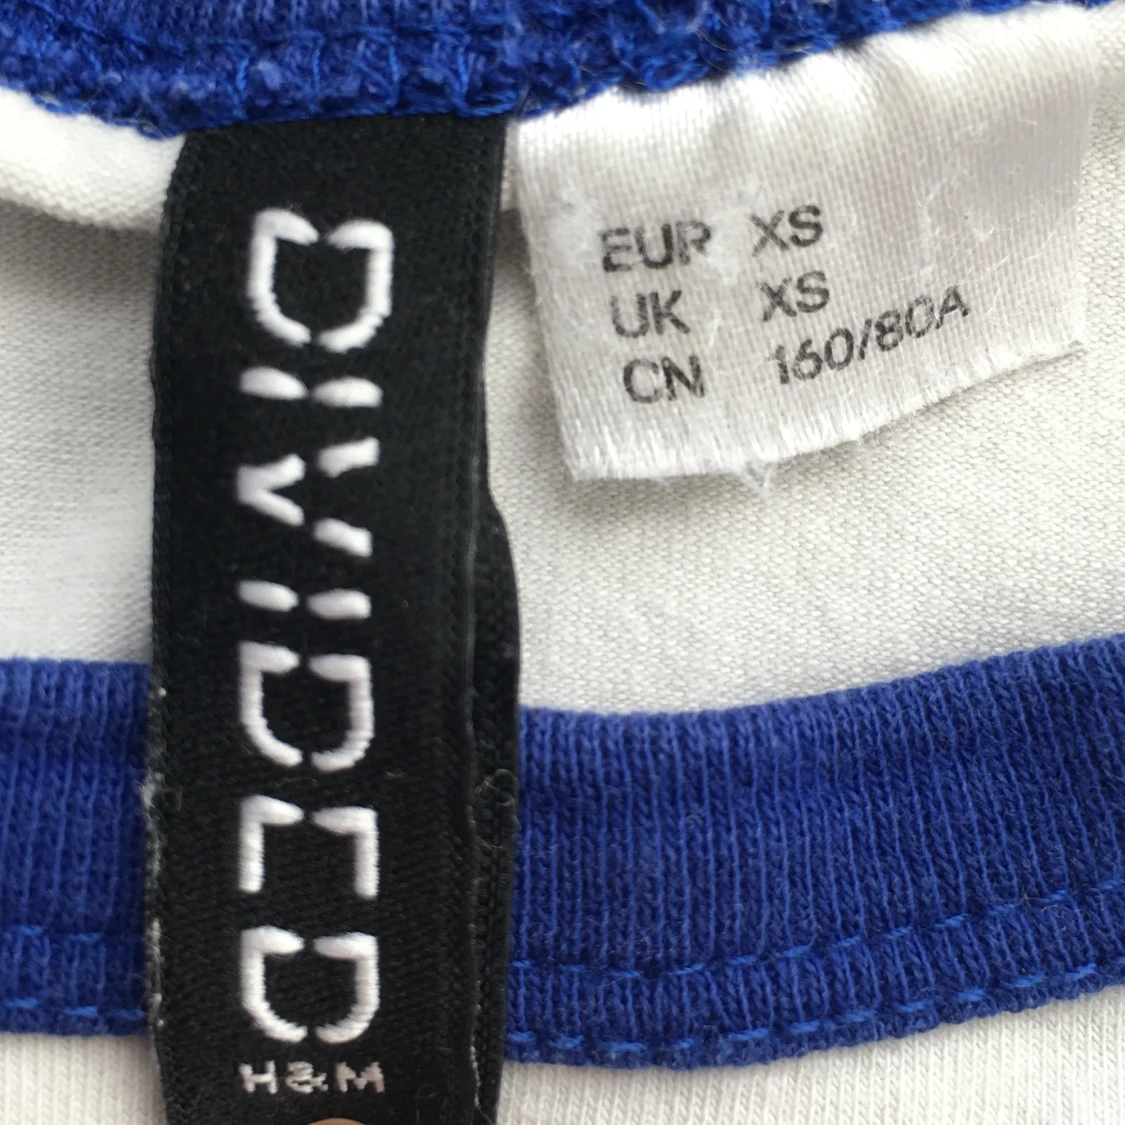 DIVIDED
H&M
EUR XS
UK XS
CN 160/80A